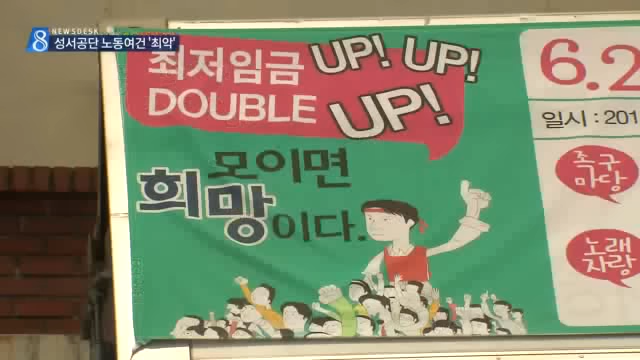 8 NEWSDESK
성서공단 노동여건 '최악'
최저임금 UP! UP!
DOUBLE UP!
모이면
희망이다.
6.2
일시 : 201
족구
마당
노래
자랑